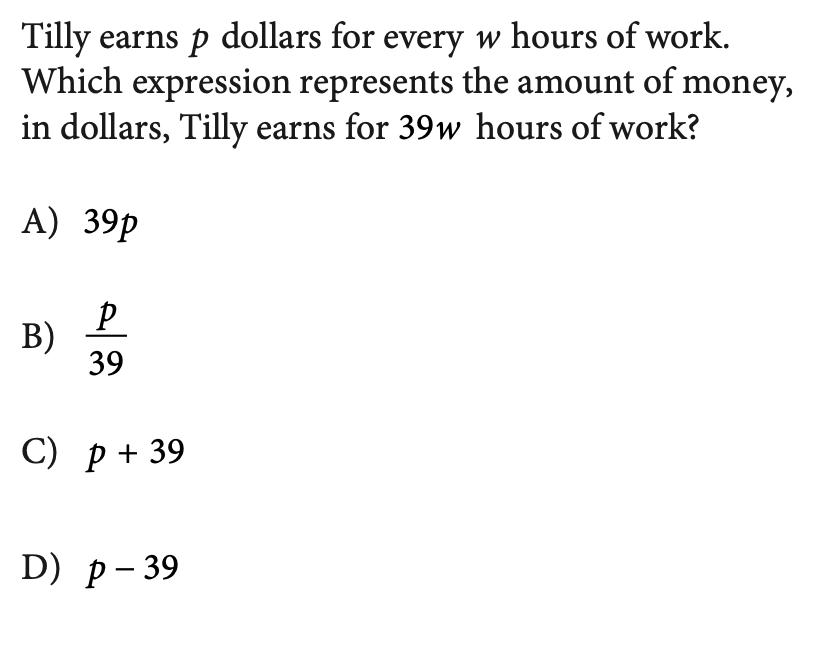 Tilly earns p dollars for every w hours of work.
Which expression represents the amount of money,
in dollars, Tilly earns for 39w hours of work?
A) 39p
B) p/39
C) p + 39
D) p – 39